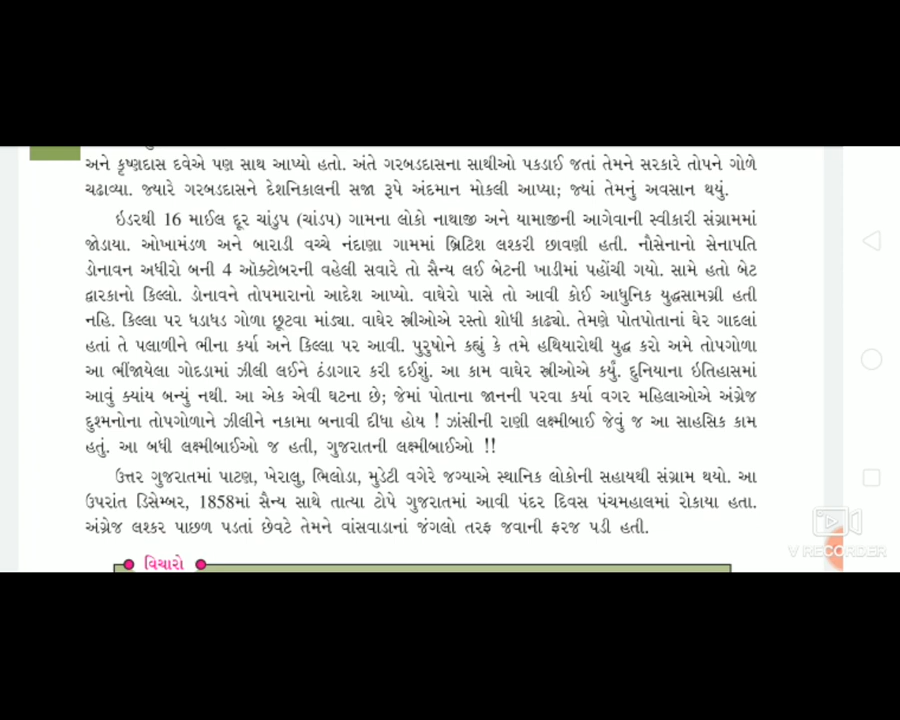 અને કૃષ્ણદાસ દવેએ પણ સાથ આપ્યો હતો. અંતે ગરબડદાસના સાથીઓ પકડાઈ જતાં તેમને સરકારે તોપને ગોળે
ચઢાવ્યા. જ્યારે ગરબડદાસને દેશનિકાલની સજા રૂપે અંદમાન મોકલી આપ્યા; જ્યાં તેમનું અવસાન થયું.
ઇડરથી 16 માઈલ દૂર ચાંડુપ (ચાંડપ) ગામના લોકો નાથાજી અને યામાજીની આગેવાની સ્વીકારી સંગ્રામમાં
જોડાયા. ઓખામંડળ અને બારાડી વચ્ચે નંદાણા ગામમાં બ્રિટિશ લશ્કરી છાવણી હતી. નૌસેનાનો સેનાપતિ
ડોનાવન અધીરો બની 4 ઑક્ટોબરની વહેલી સવારે તો સૈન્ય લઈ બેટની ખાડીમાં પહોંચી ગયો. સામે હતો બેટ
દ્વારકાનો કિલ્લો. ડોનાવને તોપમારાનો આદેશ આપ્યો. વાઘેરો પાસે તો આવી કોઈ આધુનિક યુદ્ધસામગ્રી હતી
નહિ. કિલ્લા પર ધડાધડ ગોળા છૂટવા માંડ્યા. વાઘેર સ્ત્રીઓએ રસ્તો શોધી કાઢ્યો. તેમણે પોતપોતાનાં ઘેર ગાદલાં
હતાં તે પલાળીને ભીના કર્યા અને કિલ્લા પર આવી. પુરુષોને કહ્યું કે તમે હથિયારોથી યુદ્ધ કરો અમે તોપગોળા
આ ભીંજાયેલા ગોદડામાં ઝીલી લઈને ઠંડાગાર કરી દઈશું. આ કામ વાઘેર સ્ત્રીઓએ કર્યું. દુનિયાના ઇતિહાસમાં
આવું ક્યાંય બન્યું નથી. આ એક એવી ઘટના છે; જેમાં પોતાના જાનની પરવા કર્યા વગર મહિલાઓએ અંગ્રેજ
દુશ્મનોના તોપગોળાને ઝીલીને નકામા બનાવી દીધા હોય ! ઝાંસીની રાણી લક્ષ્મીબાઈ જેવું જ આ સાહસિક કામ
હતું. આ બધી લક્ષ્મીબાઈઓ જ હતી, ગુજરાતની લક્ષ્મીબાઈઓ !!
ઉત્તર ગુજરાતમાં પાટણ, ખેરાલુ, ભિલોડા, મુડેટી વગેરે જગ્યાએ સ્થાનિક લોકોની સહાયથી સંગ્રામ થયો. આ
ઉપરાંત ડિસેમ્બર, 1858માં સૈન્ય સાથે તાત્યા ટોપે ગુજરાતમાં આવી પંદર દિવસ પંચમહાલમાં રોકાયા હતા.
અંગ્રેજ લશ્કર પાછળ પડતાં છેવટે તેમને વાંસવાડાનાં જંગલો તરફ જવાની ફરજ પડી હતી.
વિચારો
V RECORDER